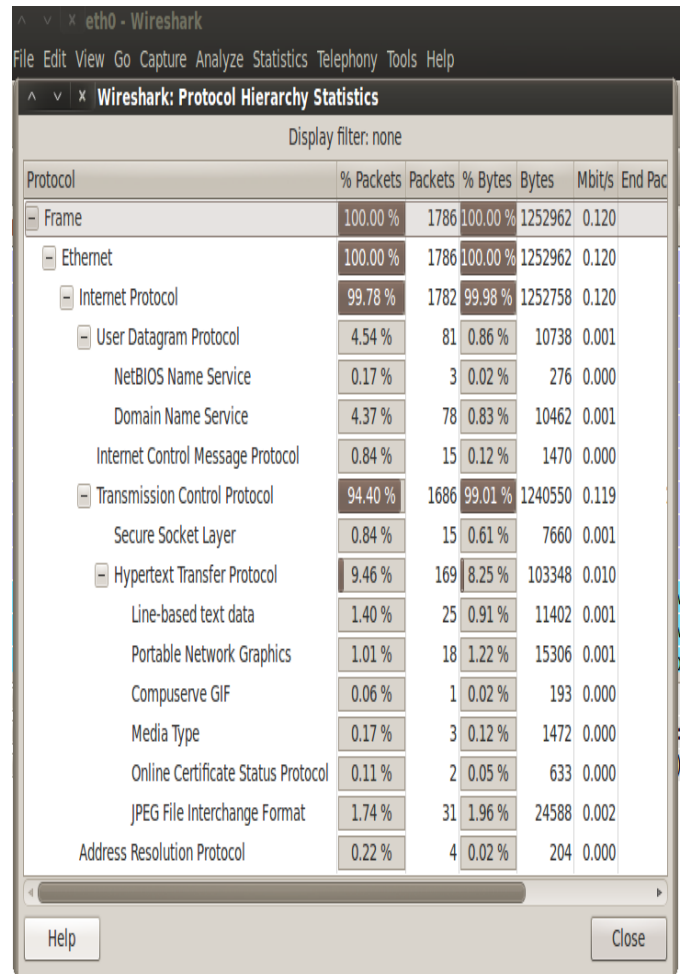 eth0 - Wireshark
File Edit View Go Capture Analyze Statistics Telephony Tools Help
Wireshark: Protocol Hierarchy Statistics
Display filter: none
Protocol % Packets Packets % Bytes Bytes Mbit/s End Pac
Frame 100.00 % 1786 100.00 % 1252962 0.120
Ethernet 100.00 % 1786 100.00 % 1252962 0.120
Internet Protocol 99.78 % 1782 99.98 % 1252758 0.120
User Datagram Protocol 4.54 % 81 0.86 % 10738 0.001
NetBIOS Name Service 0.17 % 3 0.02 % 276 0.000
Domain Name Service 4.37 % 78 0.83 % 10462 0.001
Internet Control Message Protocol 0.84 % 15 0.12 % 1470 0.000
Transmission Control Protocol 94.40 % 1686 99.01 % 1240550 0.119
Secure Socket Layer 0.84 % 15 0.61 % 7660 0.001
Hypertext Transfer Protocol 9.46 % 169 8.25 % 103348 0.010
Line-based text data 1.40 % 25 0.91 % 11402 0.001
Portable Network Graphics 1.01 % 18 1.22 % 15306 0.001
Compuserve GIF 0.06 % 1 0.02 % 193 0.000
Media Type 0.17 % 3 0.12 % 1472 0.000
Online Certificate Status Protocol 0.11 % 2 0.05 % 633 0.000
JPEG File Interchange Format 1.74 % 31 1.96 % 24588 0.002
Address Resolution Protocol 0.22 % 4 0.02 % 204 0.000
Help Close